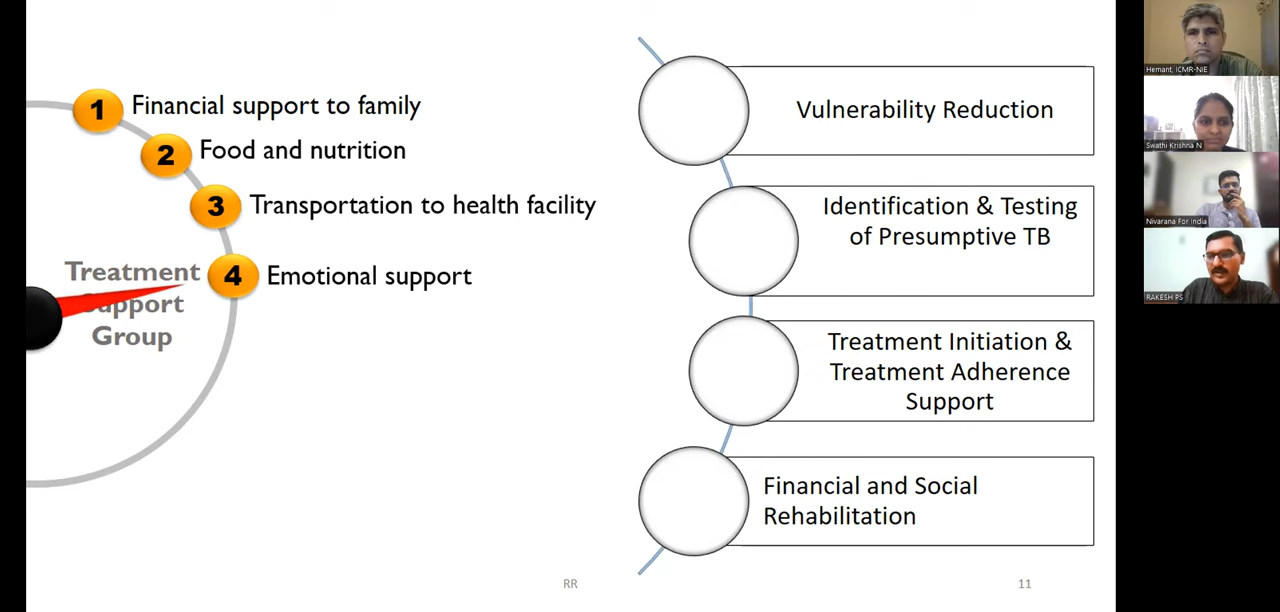 1
Financial support to family
2
Food and nutrition
3
Transportation to health facility
4
Emotional support
Treatment
Support
Group
Vulnerability Reduction
Identification & Testing
of Presumptive TB
Treatment Initiation &
Treatment Adherence
Support
Financial and Social
Rehabilitation
RR
11
Hemant, ICMR-NIE
Swathi Krishna N
Nivarana For India
RAKESH PS